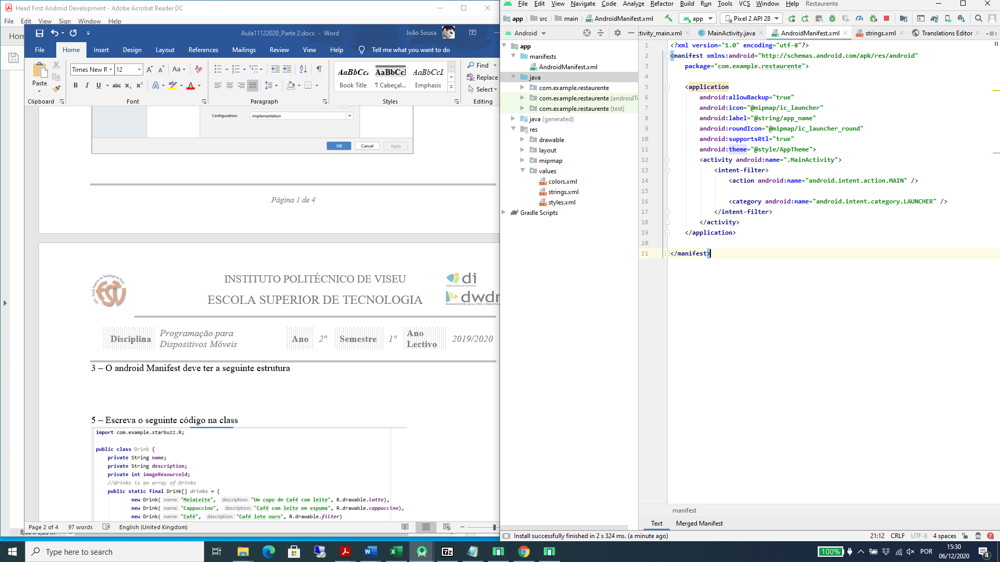 Head First Android Development - Adobe Acrobat Reader DC
File Edit View Sign Window Help
Aula11122020_Parte 2.docx - Word
João Sousa
File Home Insert Design Layout References Mailings Review View Help Tell me what you want to do
Paste
Times New R 12
Aa
B I U abc x₂ x²
AaBbCcI AaBbCcI AaBbCcL
Book Title ¶ Cabeçal... Emphasis
Find
Replace
Select
Clipboard Font Paragraph Styles Editing
Configuration: implementation
OK Cancel Apply
Página 1 de 4
INSTITUTO POLITÉCNICO DE VISEU
ESCOLA SUPERIOR DE TECNOLOGIA
di
dwdm
Disciplina Programação para Dispositivos Móveis Ano 2º Semestre 1º Ano Lectivo 2019/2020
3 – O android Manifest deve ter a seguinte estrutura
5 – Escreva o seguinte código na class
import com.example.starbuzz.R;
public class Drink {
private String name;
private String description;
private int imageResourceId;
//drinks is an array of Drinks
public static final Drink[] drinks = {
new Drink( name: "MeiaLeite", description: "Um copo de Café com leite", R.drawable.latte),
new Drink( name: "Cappuccino", description: "Café com leite em espuma", R.drawable.cappuccino),
new Drink( name: "Café", description: "Café lote ouro", R.drawable.filter)
Page 2 of 4 97 words English (United Kingdom)
File Edit View Navigate Code Analyze Refactor Build Run Tools VCS Window Help Restaurente
app src main AndroidManifest.xml app Pixel 2 API 28
Android
ctivity_main.xml MainActivity.java AndroidManifest.xml strings.xml Translations Editor
app
manifests
AndroidManifest.xml
java
com.example.restaurente
com.example.restaurente (androidTe
com.example.restaurente (test)
java (generated)
res
drawable
layout
mipmap
values
colors.xml
strings.xml
styles.xml
Gradle Scripts
1 <?xml version="1.0" encoding="utf-8"?>
2 <manifest xmlns:android="http://schemas.android.com/apk/res/android"
3 package="com.example.restaurente">
4
5 <application
6 android:allowBackup="true"
7 android:icon="@mipmap/ic_launcher"
8 android:label="@string/app_name"
9 android:roundIcon="@mipmap/ic_launcher_round"
10 android:supportsRtl="true"
11 android:theme="@style/AppTheme">
12 <activity android:name=".MainActivity">
13 <intent-filter>
14 <action android:name="android.intent.action.MAIN" />
15
16 <category android:name="android.intent.category.LAUNCHER" />
17 </intent-filter>
18 </activity>
19 </application>
20
21 </manifest>
manifest
Text Merged Manifest
Install successfully finished in 2 s 324 ms. (a minute ago)
21:12 CRLF UTF-8 4 spaces 7
Type here to search
100% POR 15:30
06/12/2020 4